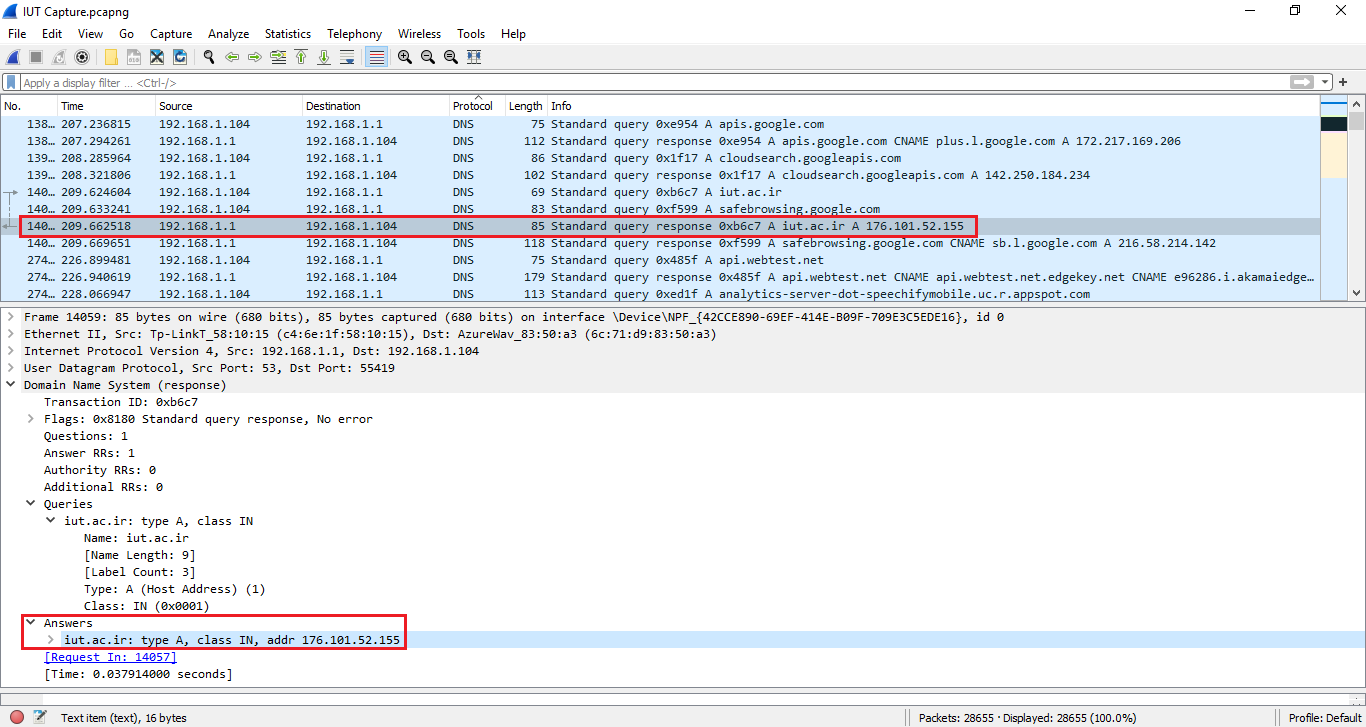 IUT Capture.pcapng
File Edit View Go Capture Analyze Statistics Telephony Wireless Tools Help
Apply a display filter ... <Ctrl-/>
No. Time Source Destination Protocol Length Info
138… 207.236815 192.168.1.104 192.168.1.1 DNS 75 Standard query 0xe954 A apis.google.com
138… 207.294261 192.168.1.1 192.168.1.104 DNS 112 Standard query response 0xe954 A apis.google.com CNAME plus.l.google.com A 172.217.169.206
139… 208.285964 192.168.1.104 192.168.1.1 DNS 86 Standard query 0x1f17 A cloudsearch.googleapis.com
139… 208.321806 192.168.1.1 192.168.1.104 DNS 102 Standard query response 0x1f17 A cloudsearch.googleapis.com A 142.250.184.234
140… 209.624604 192.168.1.104 192.168.1.1 DNS 69 Standard query 0xb6c7 A iut.ac.ir
140… 209.633241 192.168.1.104 192.168.1.1 DNS 83 Standard query 0xf599 A safebrowsing.google.com
140… 209.662518 192.168.1.1 192.168.1.104 DNS 85 Standard query response 0xb6c7 A iut.ac.ir A 176.101.52.155
140… 209.669651 192.168.1.1 192.168.1.104 DNS 118 Standard query response 0xf599 A safebrowsing.google.com CNAME sb.l.google.com A 216.58.214.142
274… 226.899481 192.168.1.104 192.168.1.1 DNS 75 Standard query 0x485f A api.webtest.net
274… 226.940619 192.168.1.1 192.168.1.104 DNS 179 Standard query response 0x485f A api.webtest.net CNAME api.webtest.net.edgekey.net CNAME e96286.i.akamaiedge…
274… 228.066947 192.168.1.104 192.168.1.1 DNS 113 Standard query 0xed1f A analytics-server-dot-speechifymobile.uc.r.appspot.com
Frame 14059: 85 bytes on wire (680 bits), 85 bytes captured (680 bits) on interface \Device\NPF_{42CCE890-69EF-414E-B09F-709E3C5EDE16}, id 0
Ethernet II, Src: Tp-LinkT_58:10:15 (c4:6e:1f:58:10:15), Dst: AzureWav_83:50:a3 (6c:71:d9:83:50:a3)
Internet Protocol Version 4, Src: 192.168.1.1, Dst: 192.168.1.104
User Datagram Protocol, Src Port: 53, Dst Port: 55419
Domain Name System (response)
Transaction ID: 0xb6c7
Flags: 0x8180 Standard query response, No error
Questions: 1
Answer RRs: 1
Authority RRs: 0
Additional RRs: 0
Queries
iut.ac.ir: type A, class IN
Name: iut.ac.ir
[Name Length: 9]
[Label Count: 3]
Type: A (Host Address) (1)
Class: IN (0x0001)
Answers
iut.ac.ir: type A, class IN, addr 176.101.52.155
[Request In: 14057]
[Time: 0.037914000 seconds]
Text item (text), 16 bytes Packets: 28655 · Displayed: 28655 (100.0%) Profile: Default